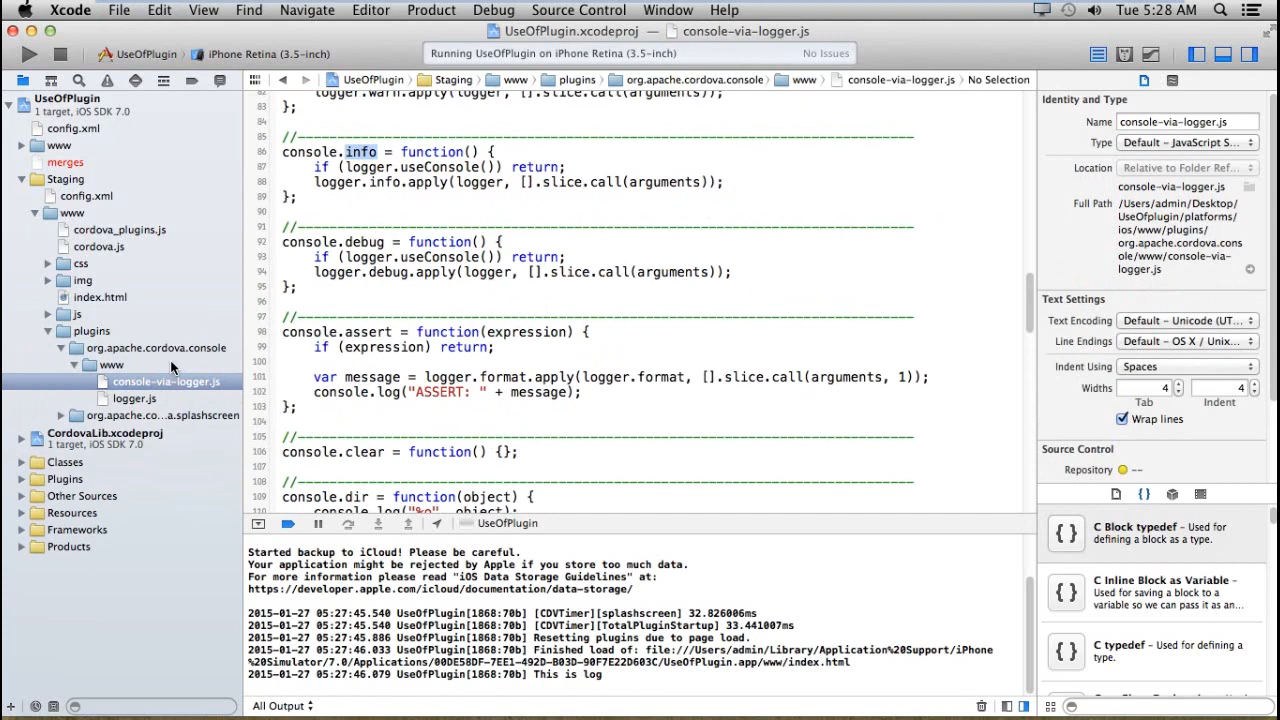 Xcode File Edit View Find Navigate Editor Product Debug Source Control Window Help Tue 5:28 AM
UseOfPlugin.xcodeproj — console-via-logger.js
UseOfPlugin iPhone Retina (3.5-inch) Running UseOfPlugin on iPhone Retina (3.5-inch) No Issues
UseOfPlugin Staging www plugins org.apache.cordova.console www console-via-logger.js No Selection
UseOfPlugin
1 target, iOS SDK 7.0
config.xml
www
merges
Staging
config.xml
www
cordova_plugins.js
cordova.js
css
img
index.html
js
plugins
org.apache.cordova.console
www
console-via-logger.js
logger.js
org.apache.co...a.splashscreen
CordovaLib.xcodeproj
1 target, iOS SDK 7.0
Classes
Plugins
Other Sources
Resources
Frameworks
Products
82 logger.warn.apply(logger, [].slice.call(arguments));
83 };
84
85 //------------------------------------------------------------------------------
86 console.info = function() {
87 if (logger.useConsole()) return;
88 logger.info.apply(logger, [].slice.call(arguments));
89 };
90
91 //------------------------------------------------------------------------------
92 console.debug = function() {
93 if (logger.useConsole()) return;
94 logger.debug.apply(logger, [].slice.call(arguments));
95 };
96
97 //------------------------------------------------------------------------------
98 console.assert = function(expression) {
99 if (expression) return;
100
101 var message = logger.format.apply(logger.format, [].slice.call(arguments, 1));
102 console.log("ASSERT: " + message);
103 };
104
105 //------------------------------------------------------------------------------
106 console.clear = function() {};
107
108 //------------------------------------------------------------------------------
109 console.dir = function(object) {
console.log("%o", object);
UseOfPlugin
Started backup to iCloud! Please be careful.
Your application might be rejected by Apple if you store too much data.
For more information please read "iOS Data Storage Guidelines" at:
https://developer.apple.com/icloud/documentation/data-storage/
2015-01-27 05:27:45.540 UseOfPlugin[1868:70b] [CDVTimer][splashscreen] 32.826006ms
2015-01-27 05:27:45.540 UseOfPlugin[1868:70b] [CDVTimer][TotalPluginStartup] 33.441007ms
2015-01-27 05:27:45.886 UseOfPlugin[1868:70b] Resetting plugins due to page load.
2015-01-27 05:27:46.033 UseOfPlugin[1868:70b] Finished load of: file:///Users/admin/Library/Application%20Support/iPhone
%20Simulator/7.0/Applications/00DE58DF-7EE1-492D-B03D-90F7E22D603C/UseOfPlugin.app/www/index.html
2015-01-27 05:27:46.079 UseOfPlugin[1868:70b] This is log
All Output
Identity and Type
Name console-via-logger.js
Type Default - JavaScript S...
Location Relative to Folder Ref...
console-via-logger.js
Full Path /Users/admin/Desktop/
UseOfplugin/platforms/
ios/www/plugins/
org.apache.cordova.cons
ole/www/console-via-
logger.js
Text Settings
Text Encoding Default - Unicode (UT...
Line Endings Default - OS X / Unix...
Indent Using Spaces
Widths 4 4
Tab Indent
Wrap lines
Source Control
Repository --
C Block typedef - Used for
defining a block as a type.
C Inline Block as Variable -
Used for saving a block to a
variable so we can pass it as an...
C typedef - Used for defining a
type.